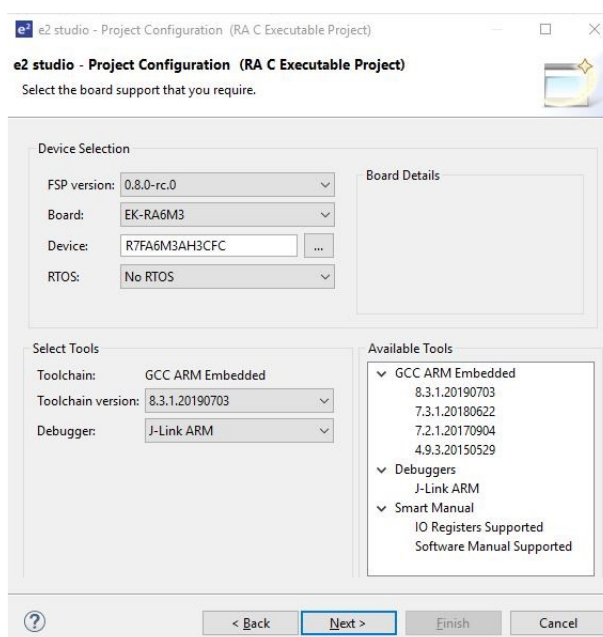 e2 e2 studio - Project Configuration (RA C Executable Project)
e2 studio - Project Configuration (RA C Executable Project)
Select the board support that you require.
Device Selection
FSP version: 0.8.0-rc.0
Board: EK-RA6M3
Device: R7FA6M3AH3CFC ...
RTOS: No RTOS
Board Details
Select Tools
Toolchain: GCC ARM Embedded
Toolchain version: 8.3.1.20190703
Debugger: J-Link ARM
Available Tools
GCC ARM Embedded
8.3.1.20190703
7.3.1.20180622
7.2.1.20170904
4.9.3.20150529
Debuggers
J-Link ARM
Smart Manual
IO Registers Supported
Software Manual Supported
? < Back Next > Finish Cancel